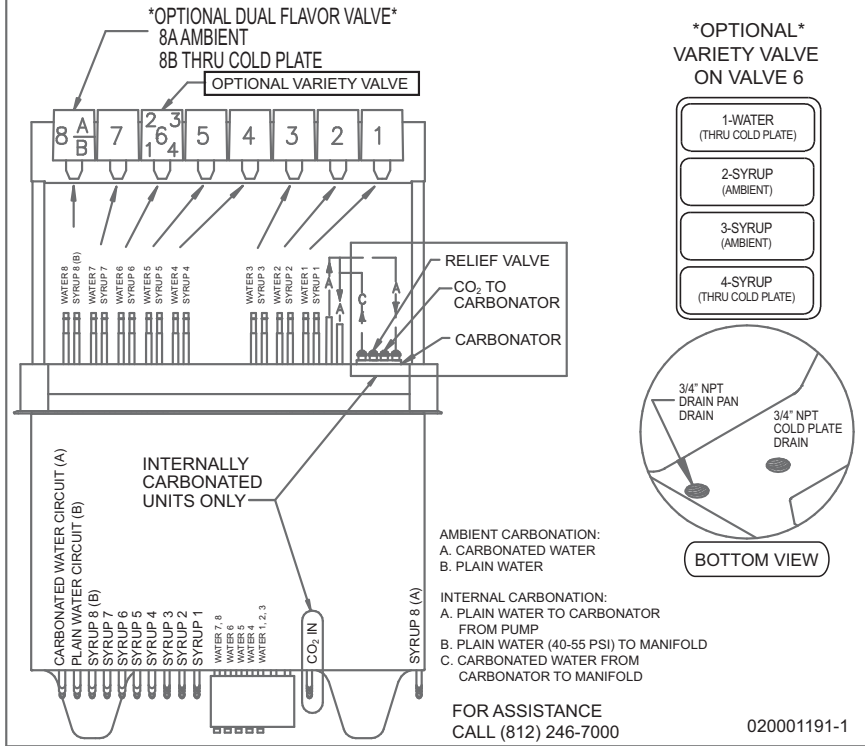 *OPTIONAL DUAL FLAVOR VALVE*
8A AMBIENT
8B THRU COLD PLATE
OPTIONAL VARIETY VALVE
8 A
B
7
2 3
6
1 4
5
4
3
2
1
WATER 8
SYRUP 8 (B)
WATER 7
SYRUP 7
WATER 6
SYRUP 6
WATER 5
SYRUP 5
WATER 4
SYRUP 4
WATER 3
SYRUP 3
WATER 2
SYRUP 2
WATER 1
SYRUP 1
A
A
C
A
RELIEF VALVE
CO₂ TO
CARBONATOR
CARBONATOR
INTERNALLY
CARBONATED
UNITS ONLY
CARBONATED WATER CIRCUIT (A)
PLAIN WATER CIRCUIT (B)
SYRUP 8 (B)
SYRUP 7
SYRUP 6
SYRUP 5
SYRUP 4
SYRUP 3
SYRUP 2
SYRUP 1
WATER 7, 8
WATER 6
WATER 5
WATER 4
WATER 1, 2, 3
CO₂ IN
SYRUP 8 (A)
*OPTIONAL*
VARIETY VALVE
ON VALVE 6
1-WATER
(THRU COLD PLATE)
2-SYRUP
(AMBIENT)
3-SYRUP
(AMBIENT)
4-SYRUP
(THRU COLD PLATE)
3/4" NPT
DRAIN PAN
DRAIN
3/4" NPT
COLD PLATE
DRAIN
BOTTOM VIEW
AMBIENT CARBONATION:
A. CARBONATED WATER
B. PLAIN WATER
INTERNAL CARBONATION:
A. PLAIN WATER TO CARBONATOR
FROM PUMP
B. PLAIN WATER (40-55 PSI) TO MANIFOLD
C. CARBONATED WATER FROM
CARBONATOR TO MANIFOLD
FOR ASSISTANCE
CALL (812) 246-7000
020001191-1